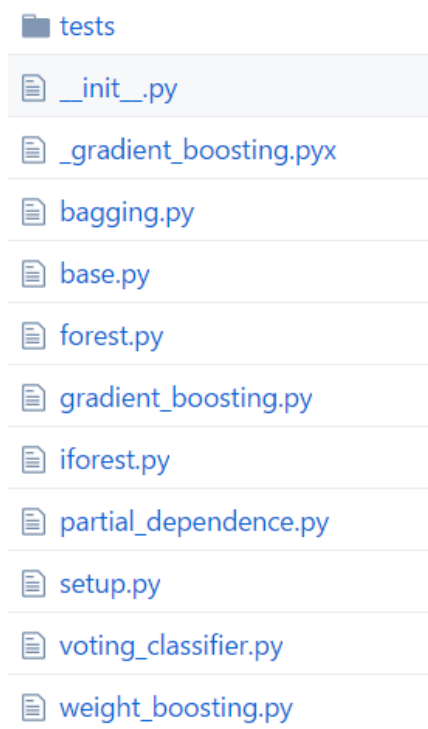 tests
__init__.py
_gradient_boosting.pyx
bagging.py
base.py
forest.py
gradient_boosting.py
iforest.py
partial_dependence.py
setup.py
voting_classifier.py
weight_boosting.py